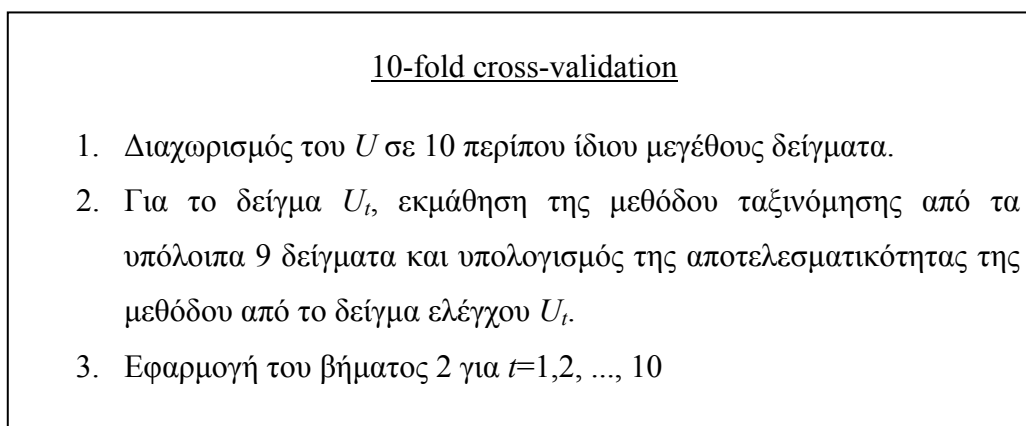 10-fold cross-validation
1. Διαχωρισμός του U σε 10 περίπου ίδιου μεγέθους δείγματα.
2. Για το δείγμα Ut, εκμάθηση της μεθόδου ταξινόμησης από τα
υπόλοιπα 9 δείγματα και υπολογισμός της αποτελεσματικότητας της
μεθόδου από το δείγμα ελέγχου Ut.
3. Εφαρμογή του βήματος 2 για t=1,2, ..., 10